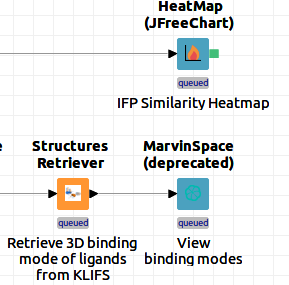 HeatMap
(JFreeChart)
queued
IFP Similarity Heatmap
Structures
Retriever
queued
Retrieve 3D binding
mode of ligands
from KLIFS
MarvinSpace
(deprecated)
queued
View
binding modes